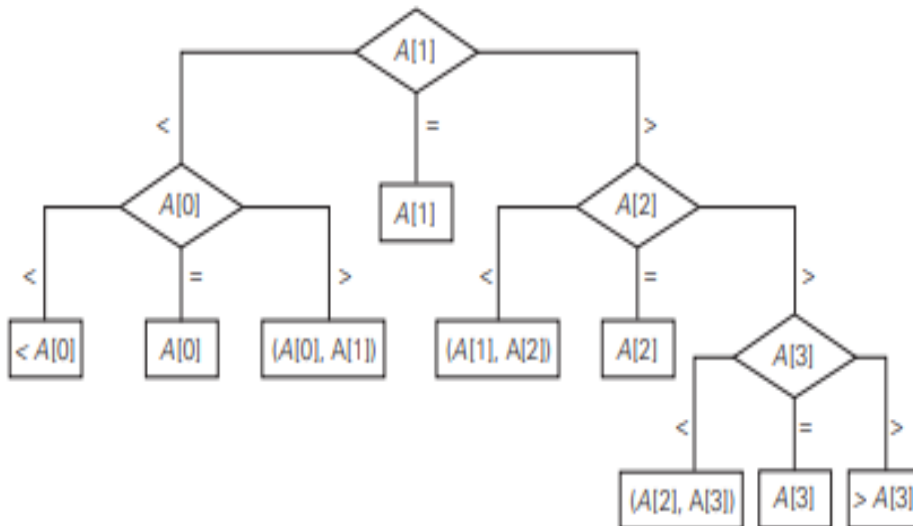 A[1]
< = >
A[0] A[1] A[2]
< = > < = >
< A[0] A[0] (A[0], A[1]) (A[1], A[2]) A[2] A[3]
< = >
(A[2], A[3]) A[3] > A[3]